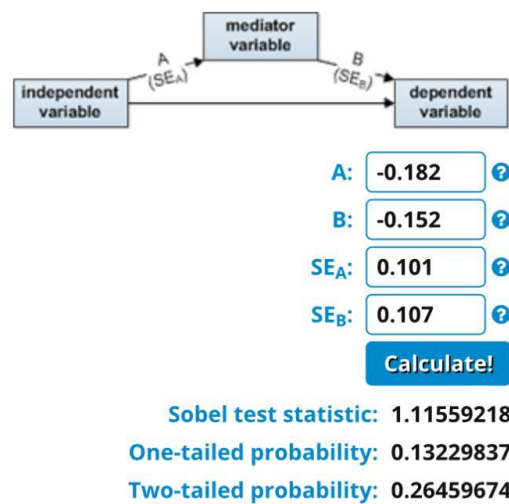 mediator
variable
A
(SEA)
B
(SEB)
independent
variable
dependent
variable
A: -0.182 ?
B: -0.152 ?
SEA: 0.101 ?
SEB: 0.107 ?
Calculate!
Sobel test statistic: 1.11559218
One-tailed probability: 0.13229837
Two-tailed probability: 0.26459674